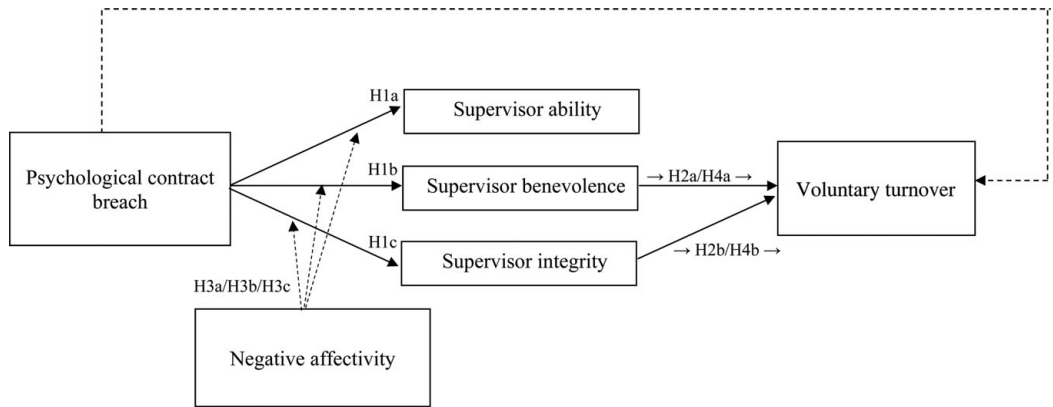 H1a
Supervisor ability
Psychological contract
breach
H1b
Supervisor benevolence
→ H2a/H4a →
Voluntary turnover
H1c
Supervisor integrity
→ H2b/H4b →
H3a/H3b/H3c
Negative affectivity